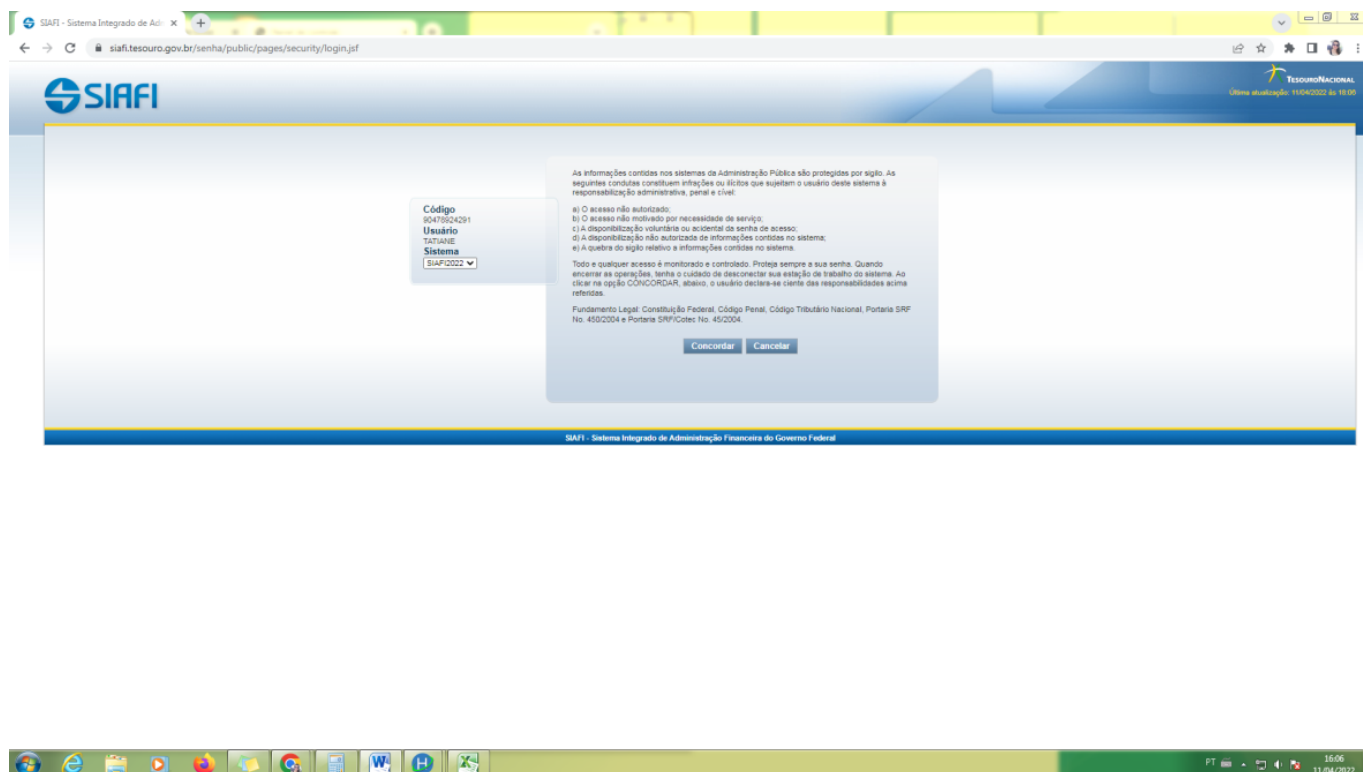 SIAFI - Sistema Integrado de Adm
siafi.tesouro.gov.br/senha/public/pages/security/login.jsf
SIAFI
TESOURONACIONAL
Última atualização: 11/04/2022 às 16:06
Código
90478924291
Usuário
TATIANE
Sistema
SIAFI2022
As informações contidas nos sistemas da Administração Pública são protegidas por sigilo. As
seguintes condutas constituem infrações ou ilícitos que sujeitam o usuário deste sistema à
responsabilização administrativa, penal e cível:
a) O acesso não autorizado;
b) O acesso não motivado por necessidade de serviço;
c) A disponibilização voluntária ou acidental da senha de acesso;
d) A disponibilização não autorizada de informações contidas no sistema;
e) A quebra do sigilo relativo a informações contidas no sistema.
Todo e qualquer acesso é monitorado e controlado. Proteja sempre a sua senha. Quando
encerrar as operações, tenha o cuidado de desconectar sua estação de trabalho do sistema. Ao
clicar na opção CONCORDAR, abaixo, o usuário declara-se ciente das responsabilidades acima
referidas.
Fundamento Legal: Constituição Federal, Código Penal, Código Tributário Nacional, Portaria SRF
No. 450/2004 e Portaria SRF/Cotec No. 45/2004.
Concordar Cancelar
SIAFI - Sistema Integrado de Administração Financeira do Governo Federal
PT
16:06
11/04/2022